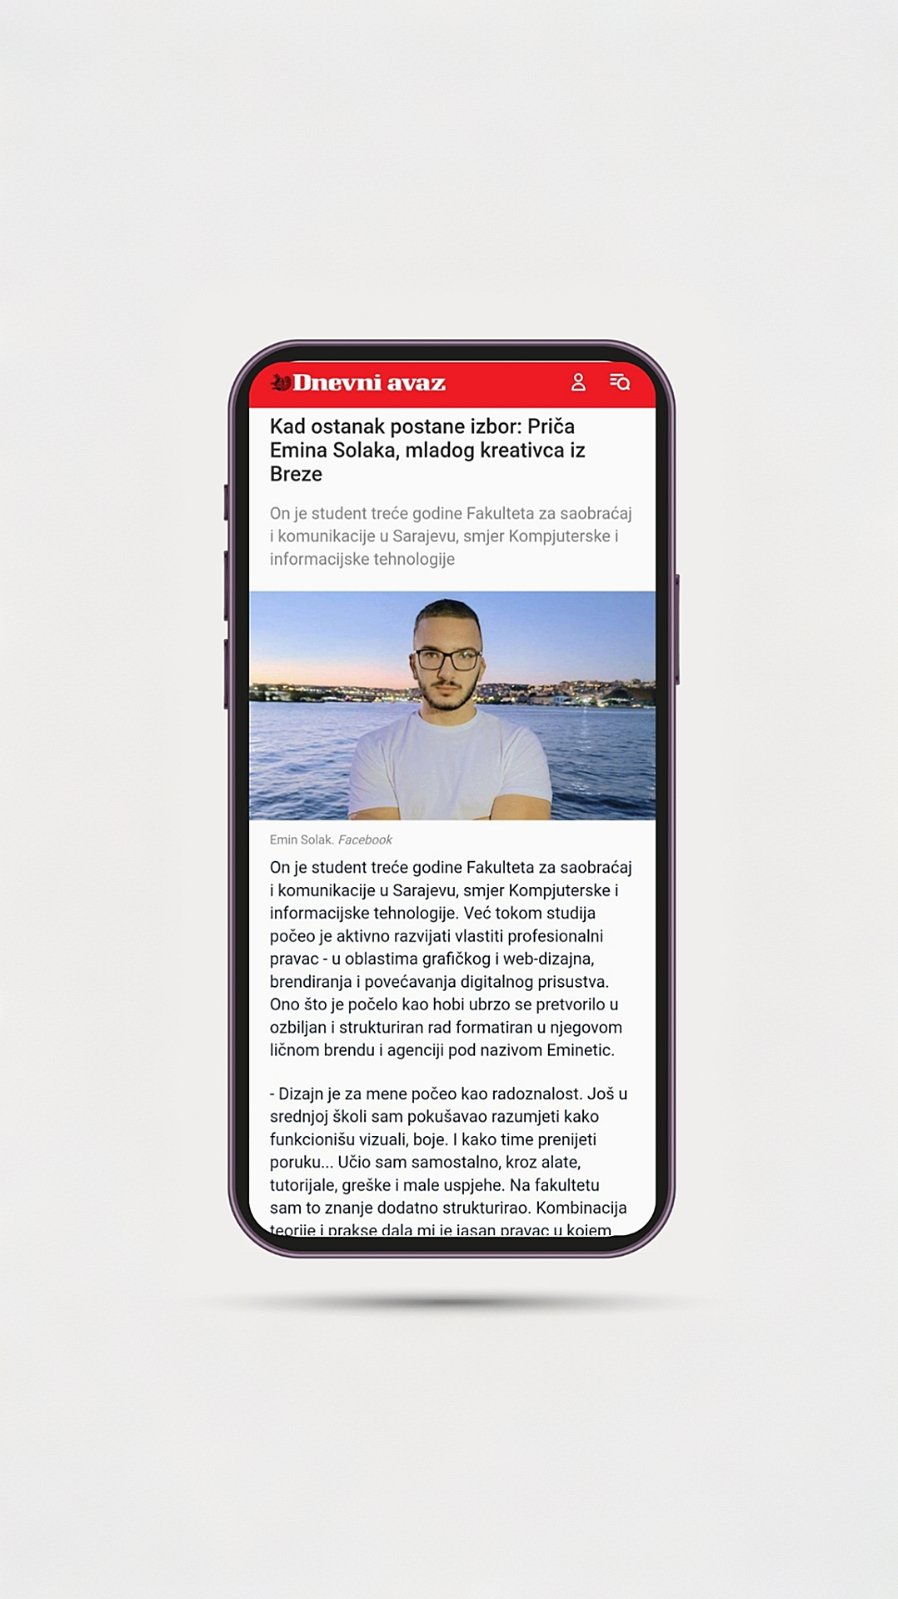 Dnevni avaz
Kad ostanak postane izbor: Priča
Emina Solaka, mladog kreativca iz
Breze
On je student treće godine Fakulteta za saobraćaj
i komunikacije u Sarajevu, smjer Kompjuterske i
informacijske tehnologije
Emin Solak. Facebook
On je student treće godine Fakulteta za saobraćaj
i komunikacije u Sarajevu, smjer Kompjuterske i
informacijske tehnologije. Već tokom studija
počeo je aktivno razvijati vlastiti profesionalni
pravac - u oblastima grafičkog i web-dizajna,
brendiranja i povećavanja digitalnog prisustva.
Ono što je počelo kao hobi ubrzo se pretvorilo u
ozbiljan i strukturiran rad formatiran u njegovom
ličnom brendu i agenciji pod nazivom Eminetic.
- Dizajn je za mene počeo kao radoznalost. Još u
srednjoj školi sam pokušavao razumjeti kako
funkcionišu vizuali, boje. I kako time prenijeti
poruku... Učio sam samostalno, kroz alate,
tutorijale, greške i male uspjehe. Na fakultetu
sam to znanje dodatno strukturirao. Kombinacija
teorije i prakse dala mi je jasan pravac u kojem